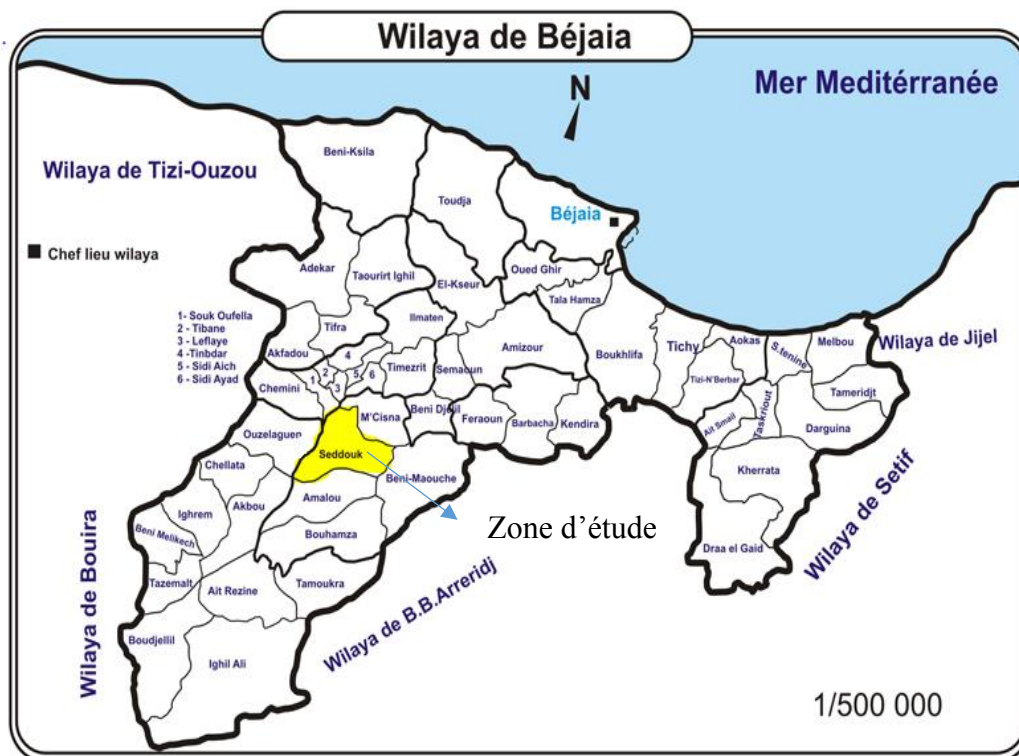 Wilaya de Béjaia
N
Mer Meditérranée
Wilaya de Tizi-Ouzou
Beni-Ksila
Toudja
Béjaia
Chef lieu wilaya
Adekar
Taourirt Ighil
El-Kseur
Oued Ghir
Tala Hamza
1- Souk Oufella
2 - Tibane
3 - Leflaye
4 -Tinbdar
5 - Sidi Aich
6 - Sidi Ayad
Tifra
Ilmaten
Akfadou
Chemini
1
2
3
4
5
6
Timezrit
Semaoun
Amizour
Boukhlifa
Tichy
Aokas
S.tenine
Melbou
Wilaya de Jijel
Tizi-N'Berbar
Tameridjt
Ait Smail
Taskriout
Darguina
M'Cisna
Beni Djelil
Feraoun
Barbacha
Kendira
Ouzelaguen
Seddouk
Beni-Maouche
Kherrata
Chellata
Akbou
Amalou
Zone d'étude
Ighrem
Beni Melikech
Bouhamza
Draa el Gaid
Wilaya de Setif
Tazemalt
Ait Rezine
Tamoukra
Wilaya de Bouira
Wilaya de B.B.Arreridj
Boudjellil
Ighil Ali
1/500 000